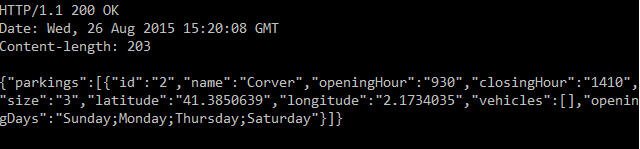 HTTP/1.1 200 OK
Date: Wed, 26 Aug 2015 15:20:08 GMT
Content-length: 203
{"parkings":[{"id":"2","name":"Corver","openingHour":"930","closingHour":"1410",
"size":"3","latitude":"41.3850639","longitude":"2.1734035","vehicles":[],"openin
gDays":"Sunday;Monday;Thursday;Saturday"}]}